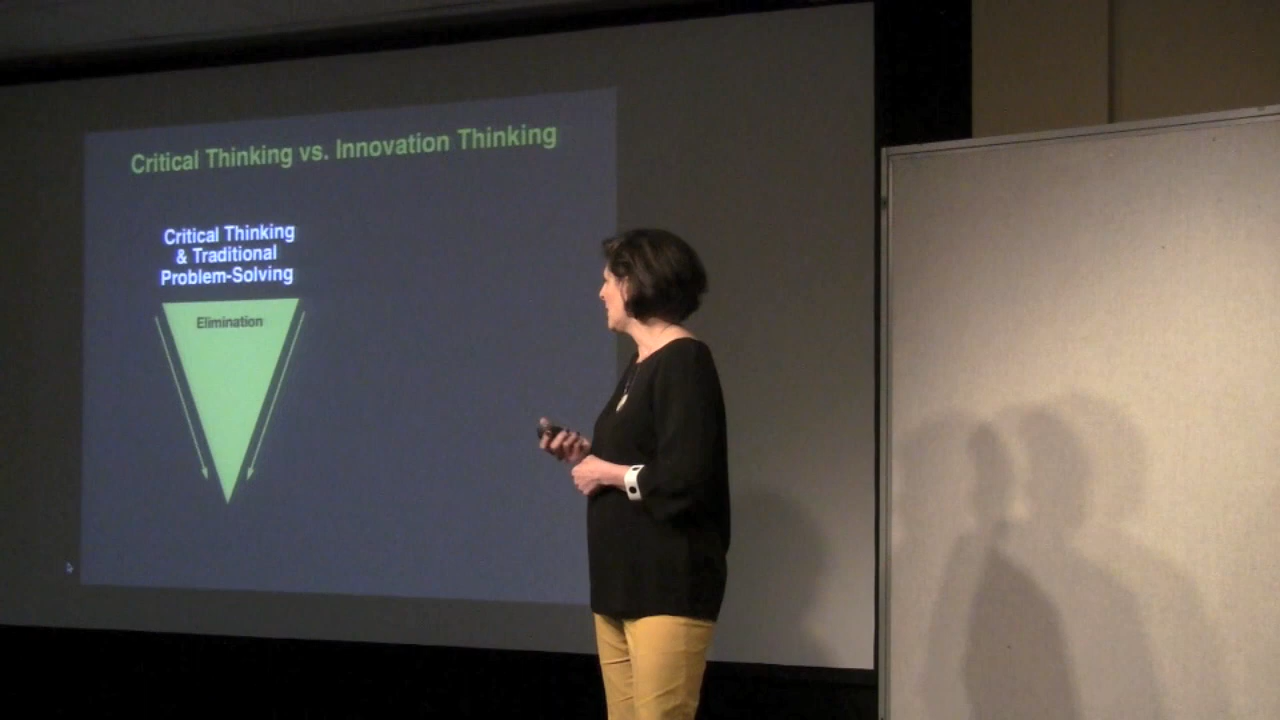 Critical Thinking vs. Innovation Thinking
Critical Thinking
& Traditional
Problem-Solving
Elimination